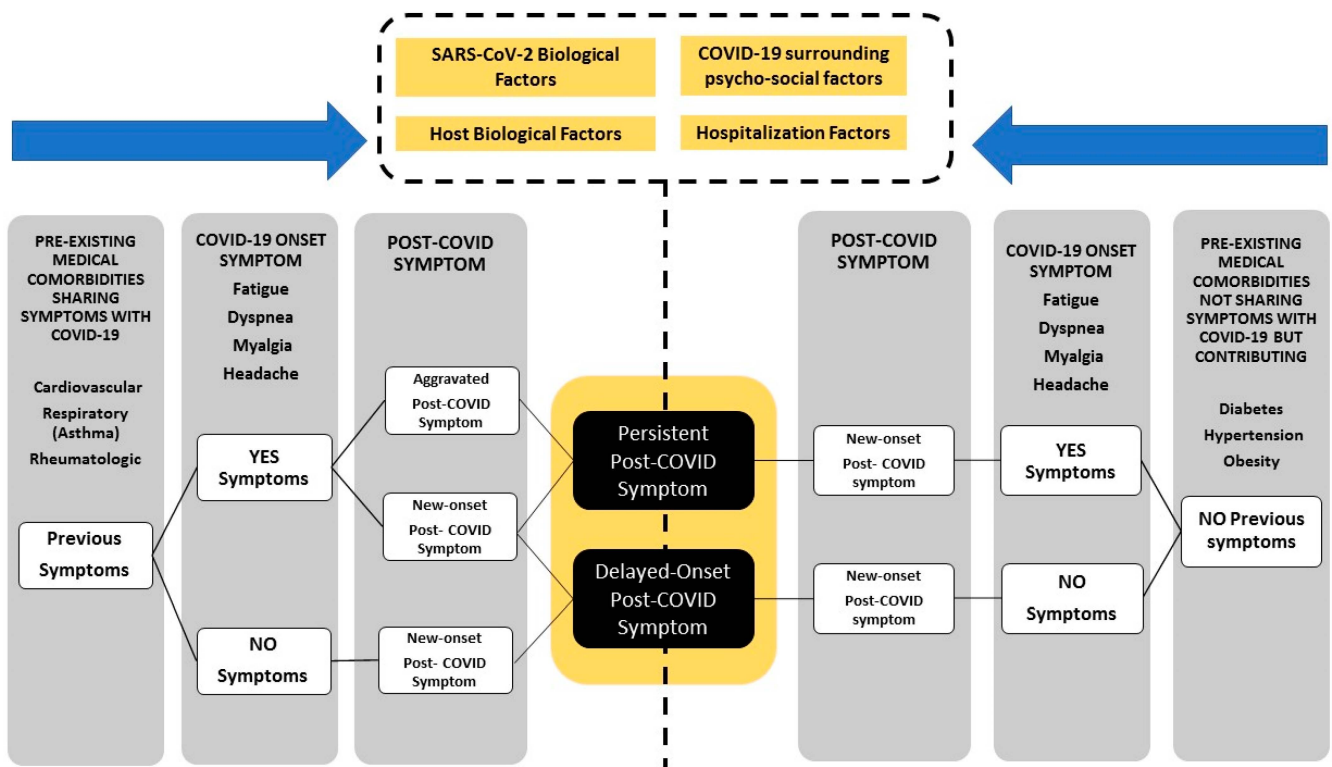 SARS-CoV-2 Biological
Factors
COVID-19 surrounding
psycho-social factors
Host Biological Factors
Hospitalization Factors
PRE-EXISTING
MEDICAL
COMORBIDITIES
SHARING
SYMPTOMS WITH
COVID-19
Cardiovascular
Respiratory
(Asthma)
Rheumatologic
Previous
Symptoms
COVID-19 ONSET
SYMPTOM
Fatigue
Dyspnea
Myalgia
Headache
YES
Symptoms
NO
Symptoms
POST-COVID
SYMPTOM
Aggravated
Post-COVID
Symptom
New-onset
Post- COVID
Symptom
New-onset
Post- COVID
Symptom
Persistent
Post-COVID
Symptom
Delayed-Onset
Post-COVID
Symptom
POST-COVID
SYMPTOM
New-onset
Post- COVID
symptom
New-onset
Post-COVID
symptom
COVID-19 ONSET
SYMPTOM
Fatigue
Dyspnea
Myalgia
Headache
YES
Symptoms
NO
Symptoms
PRE-EXISTING
MEDICAL
COMORBIDITIES
NOT SHARING
SYMPTOMS WITH
COVID-19 BUT
CONTRIBUTING
Diabetes
Hypertension
Obesity
NO Previous
symptoms